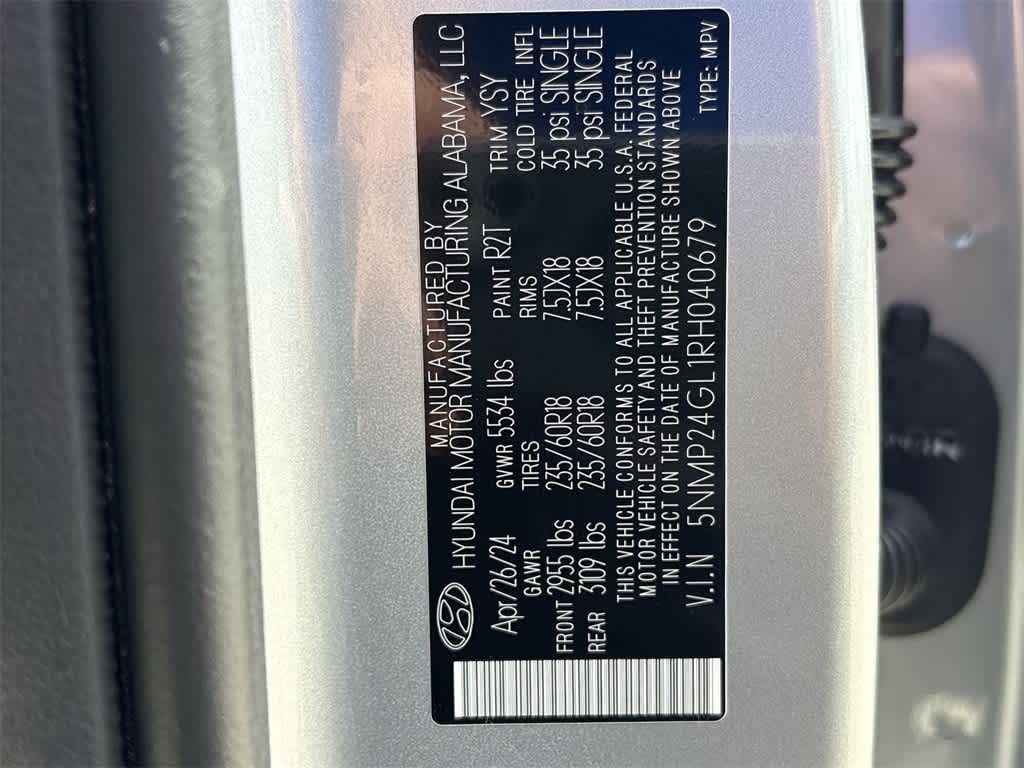 MANUFACTURED BY
HYUNDAI MOTOR MANUFACTURING ALABAMA, LLC
Apr/26/24 GVWR 5534 lbs PAINT R2T TRIM YSY
GAWR TIRES RIMS COLD TIRE INFL
FRONT 2955 lbs 235/60R18 7.5JX18 35 psi SINGLE
REAR 3109 lbs 235/60R18 7.5JX18 35 psi SINGLE
THIS VEHICLE CONFORMS TO ALL APPLICABLE U.S.A. FEDERAL
MOTOR VEHICLE SAFETY AND THEFT PREVENTION STANDARDS
IN EFFECT ON THE DATE OF MANUFACTURE SHOWN ABOVE
V.I.N 5NMP24GL1RH040679 TYPE: MPV